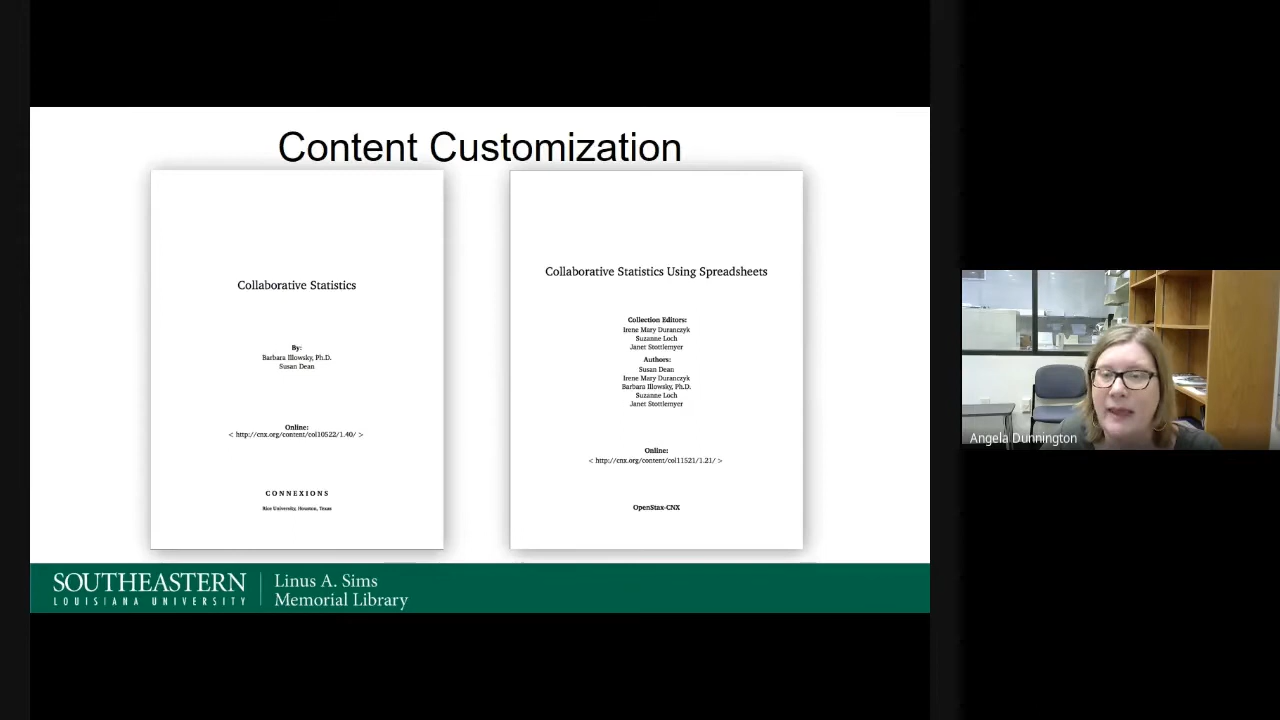 Content Customization
Collaborative Statistics
By:
Barbara Illowsky, Ph.D.
Susan Dean
Online:
< http://cnx.org/content/col10522/1.40/ >
CONNEXIONS
Rice University, Houston, Texas
Collaborative Statistics Using Spreadsheets
Collection Editors:
Irene Mary Duranczyk
Suzanne Loch
Janet Stottlemyer
Authors:
Susan Dean
Irene Mary Duranczyk
Barbara Illowsky, Ph.D.
Suzanne Loch
Janet Stottlemyer
Online:
< http://cnx.org/content/col11521/1.21/ >
OpenStax-CNX
Angela Dunnington
SOUTHEASTERN
LOUISIANA UNIVERSITY
Linus A. Sims
Memorial Library